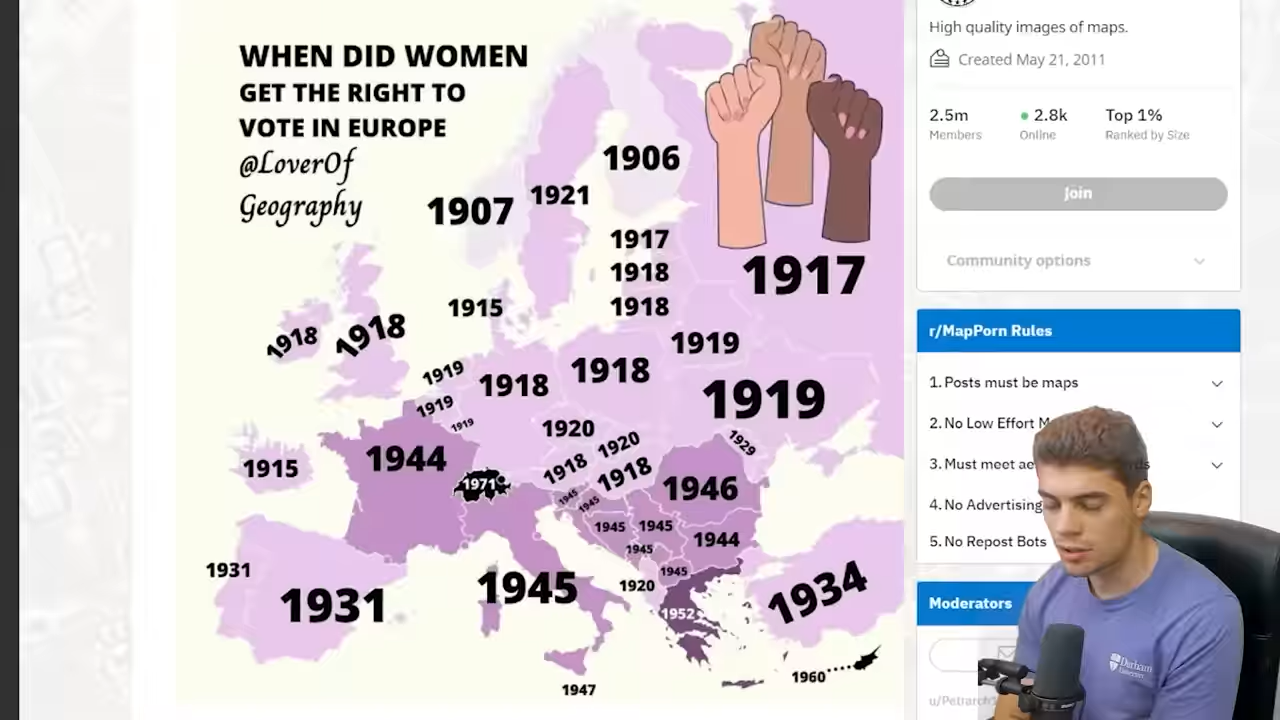 WHEN DID WOMEN
GET THE RIGHT TO
VOTE IN EUROPE
@LoverOf
Geography
1906
1921
1907
1917
1918
1918
1915
1917
1918
1918
1919
1919
1919
1919
1919
1918
1918
1920
1920
1918
1918
1929
1915
1944
1971
1946
1945
1945
1945
1945
1944
1945
1945
1920
1952
1931
1931
1945
1934
1960
1947
High quality images of maps.
Created May 21, 2011
2.5m
2.8k
Top 1%
Members
Online
Ranked by Size
Join
Community options
r/MapPorn Rules
1. Posts must be maps
2. No Low Effort M
3. Must meet ae rds
4. No Advertising
5. No Repost Bots
Moderators
u/Petrarch
Durham
University